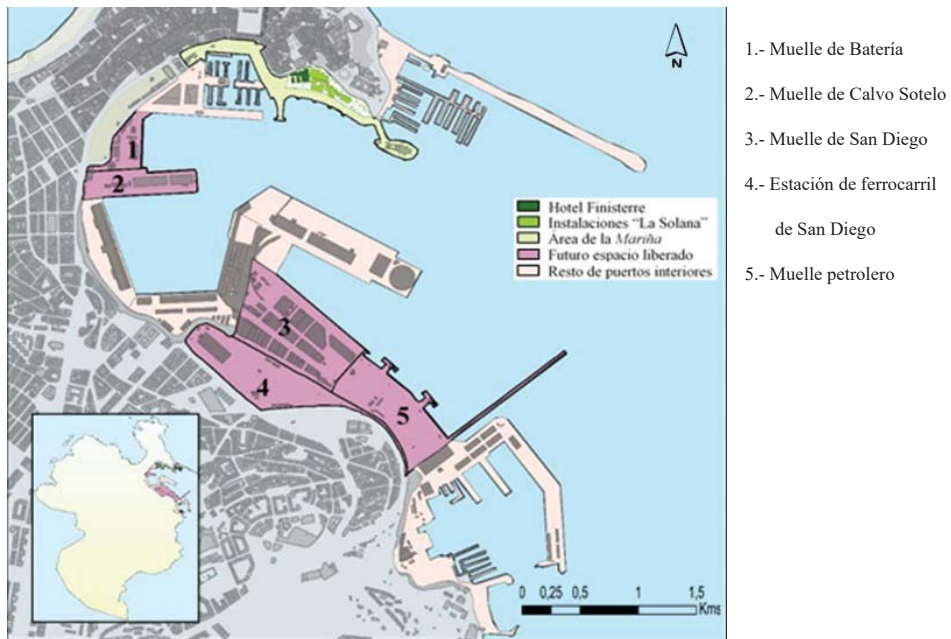 N
1
2
3
4
5
Hotel Finisterre
Instalaciones “La Solana”
Área de la Mariña
Futuro espacio liberado
Resto de puertos interiores
0 0,25 0,5 1 1,5
Kms
1.- Muelle de Batería
2.- Muelle de Calvo Sotelo
3.- Muelle de San Diego
4.- Estación de ferrocarril
de San Diego
5.- Muelle petrolero